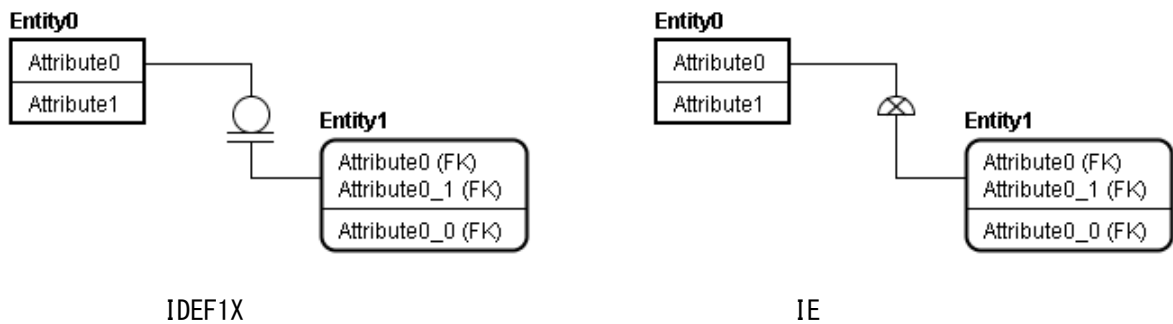 Entity0
Attribute0
Attribute1
Entity1
Attribute0 (FK)
Attribute0_1 (FK)
Attribute0_0 (FK)
IDEF1X
Entity0
Attribute0
Attribute1
Entity1
Attribute0 (FK)
Attribute0_1 (FK)
Attribute0_0 (FK)
IE